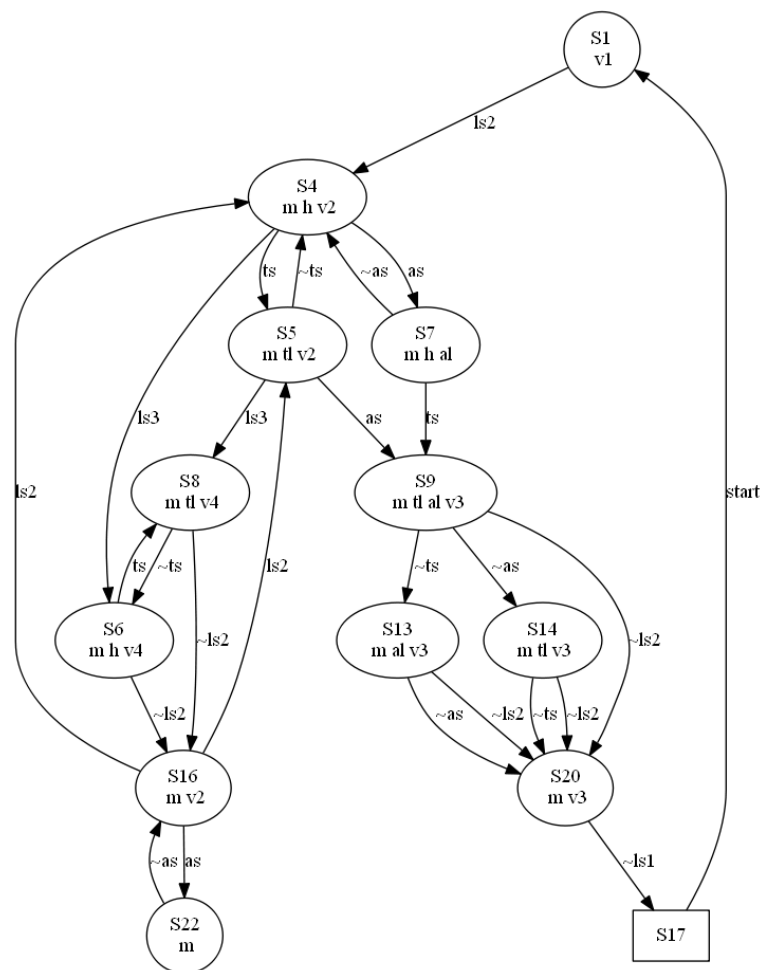 S1
v1
ls2
S4
m h v2
ts
~ts
~as
as
S5
m tl v2
S7
m h al
ls3
ls3
as
ts
ls2
S8
m tl v4
S9
m tl al v3
start
ts
~ts
ls2
~ts
~as
S6
m h v4
~ls2
S13
m al v3
S14
m tl v3
~ls2
~ls2
~as
~ls2
~ts
~ls2
S16
m v2
S20
m v3
~as
as
~ls1
S22
m
S17